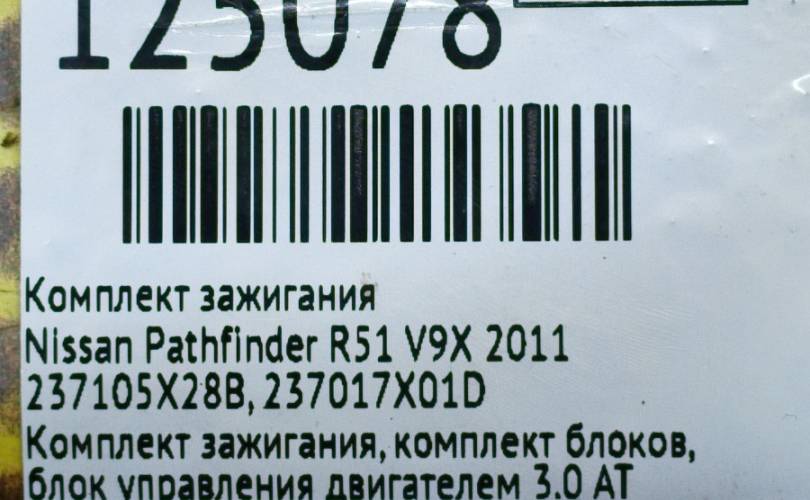 125078
Комплект зажигания
Nissan Pathfinder R51 V9X 2011
237105X28B, 237017X01D
Комплект зажигания, комплект блоков,
блок управления двигателем 3.0 AT